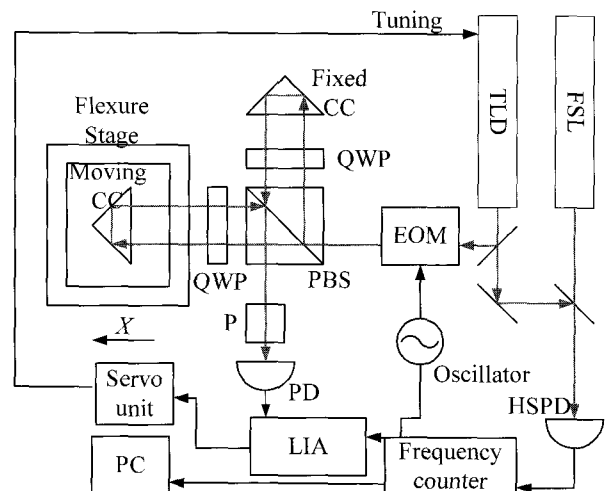 Tuning
Fixed
CC
TLD
FSL
Flexure
Stage
Moving
CC
QWP
EOM
QWP
PBS
P
X
Oscillator
Servo
unit
PD
HSPD
LIA
PC
Frequency
counter